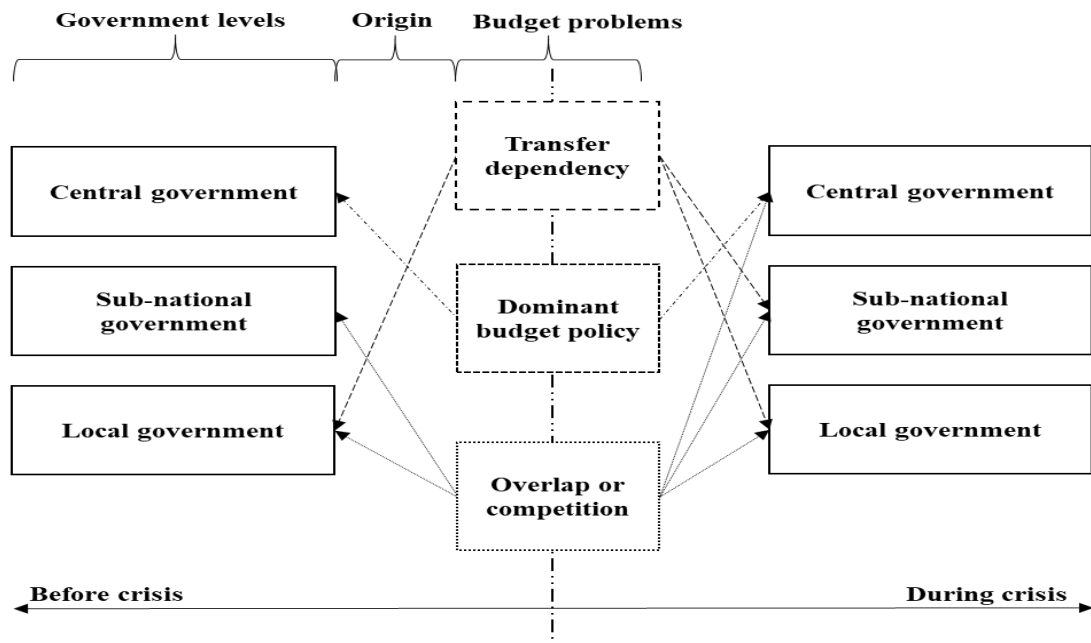 Government levels
Origin
Budget problems
Transfer
dependency
Central government
Central government
Dominant
budget policy
Sub-national
government
Sub-national
government
Local government
Local government
Overlap or
competition
Before crisis
During crisis